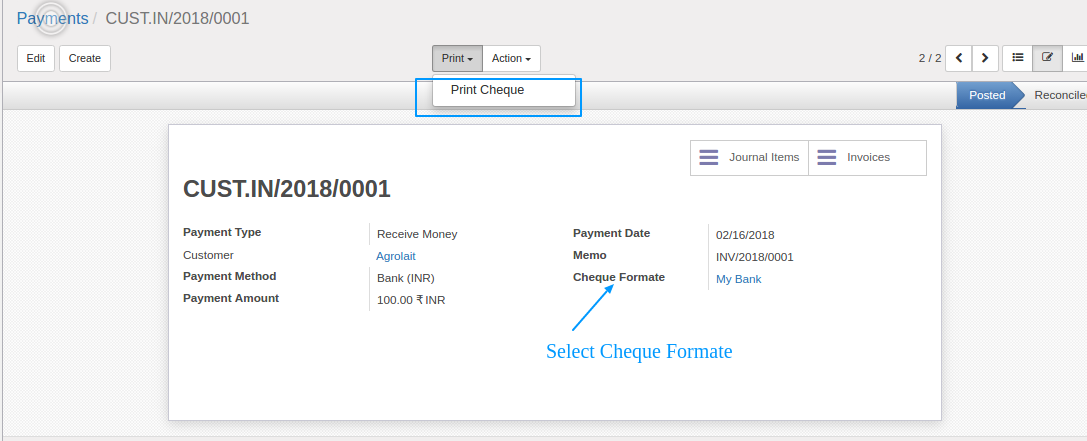 Payments / CUST.IN/2018/0001
Edit Create Print Action 2 / 2
Print Cheque
Posted Reconciled
Journal Items Invoices
CUST.IN/2018/0001
Payment Type Receive Money Payment Date 02/16/2018
Customer Agrolait Memo INV/2018/0001
Payment Method Bank (INR) Cheque Formate My Bank
Payment Amount 100.00 ₹ INR
Select Cheque Formate